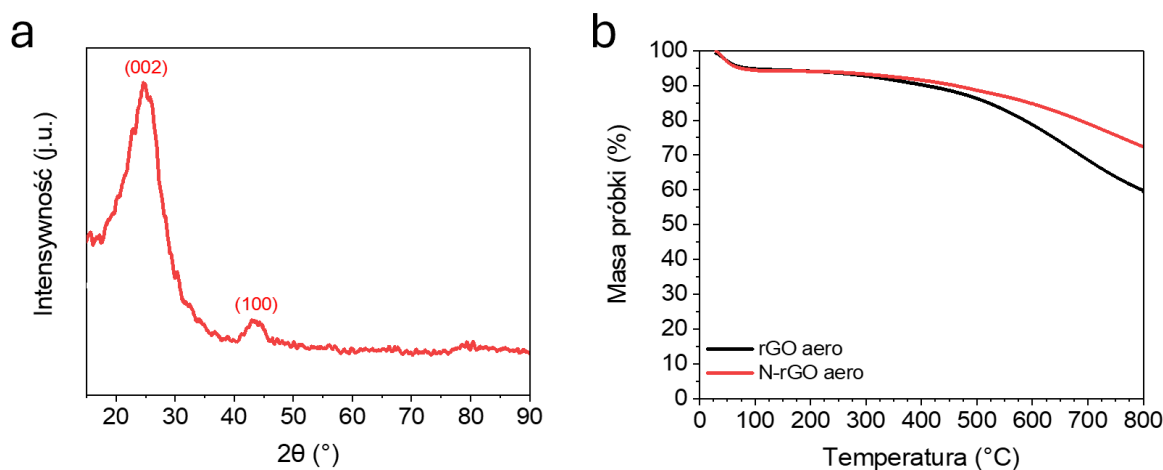 a
(002)
(100)
Intensywność (j.u.)
20 30 40 50 60 70 80 90
2θ (°)
b
100
90
80
70
60
50
40
30
20
10
0
Masa próbki (%)
rGO aero
N-rGO aero
0 100 200 300 400 500 600 700 800
Temperatura (°C)